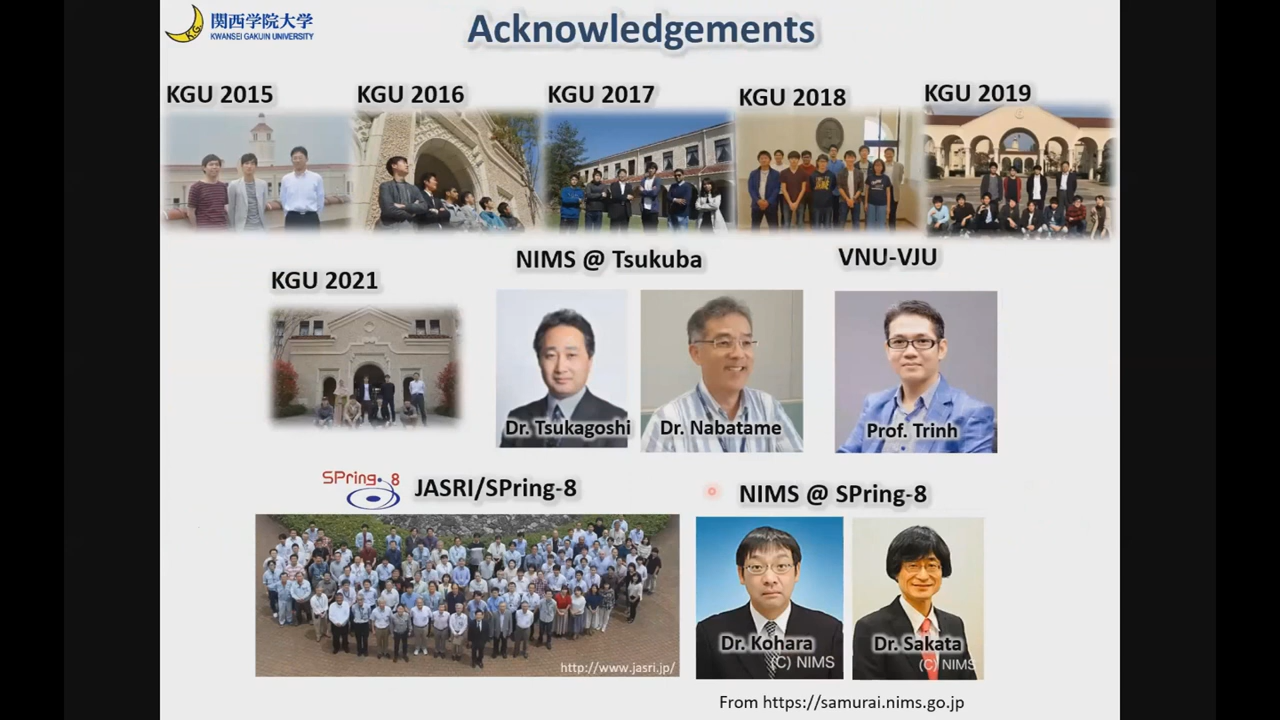 関西学院大学
KWANSEI GAKUIN UNIVERSITY
Acknowledgements
KGU 2015
KGU 2016
KGU 2017
KGU 2018
KGU 2019
KGU 2021
NIMS @ Tsukuba
VNU-VJU
Dr. Tsukagoshi
Dr. Nabatame
Prof. Trinh
SPring-8
JASRI/SPring-8
NIMS @ SPring-8
http://www.jasri.jp/
Dr. Kohara
(C) NIMS
Dr. Sakata
(C) NIMS
From https://samurai.nims.go.jp